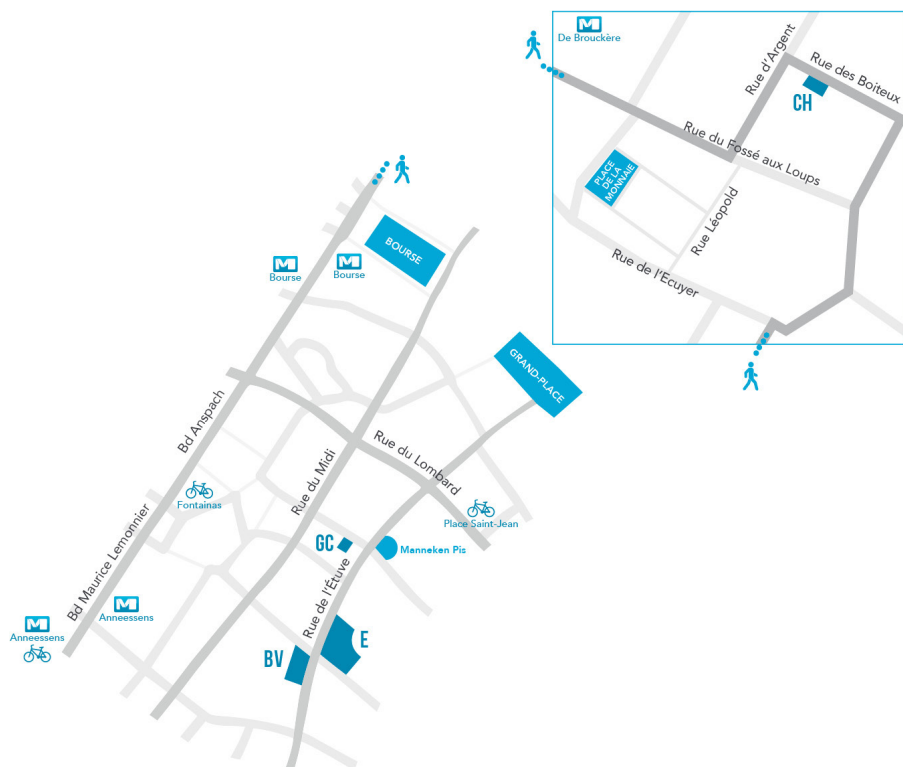 M
De Brouckère
Rue d'Argent
Rue des Boiteux
CH
Rue du Fossé aux Loups
PLACE
DE LA
MONNAIE
Rue Léopold
Rue de l'Ecuyer
BOURSE
M
Bourse
M
Bourse
GRAND-PLACE
Bd Anspach
Rue du Lombard
Rue du Midi
Fontainas
Place Saint-Jean
GC
Manneken Pis
Bd Maurice Lemonnier
Rue de l'Étuve
M
Anneessens
M
Anneessens
E
BV